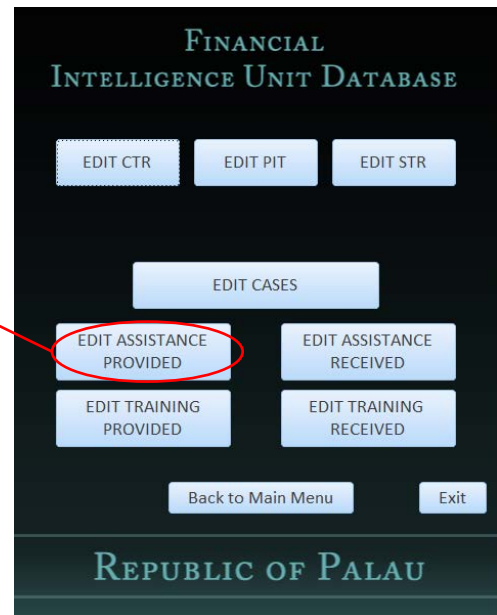 FINANCIAL
INTELLIGENCE UNIT DATABASE
EDIT CTR
EDIT PIT
EDIT STR
EDIT CASES
EDIT ASSISTANCE
PROVIDED
EDIT ASSISTANCE
RECEIVED
EDIT TRAINING
PROVIDED
EDIT TRAINING
RECEIVED
Back to Main Menu
Exit
REPUBLIC OF PALAU